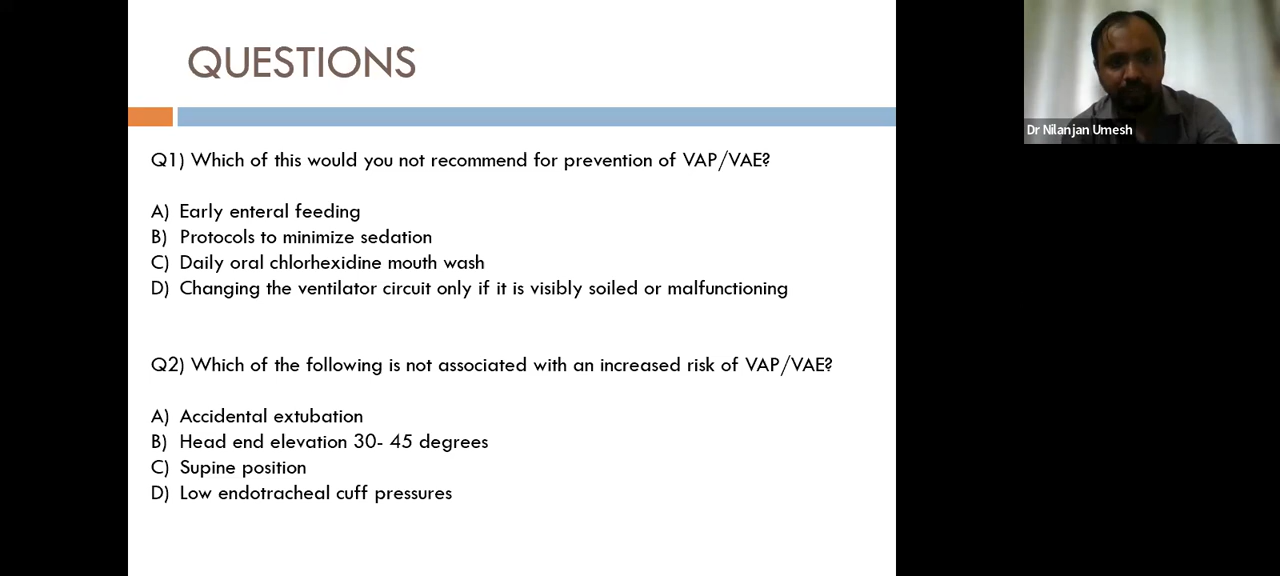 QUESTIONS
Dr Nilanjan Umesh
Q1) Which of this would you not recommend for prevention of VAP/VAE?
A) Early enteral feeding
B) Protocols to minimize sedation
C) Daily oral chlorhexidine mouth wash
D) Changing the ventilator circuit only if it is visibly soiled or malfunctioning
Q2) Which of the following is not associated with an increased risk of VAP/VAE?
A) Accidental extubation
B) Head end elevation 30- 45 degrees
C) Supine position
D) Low endotracheal cuff pressures